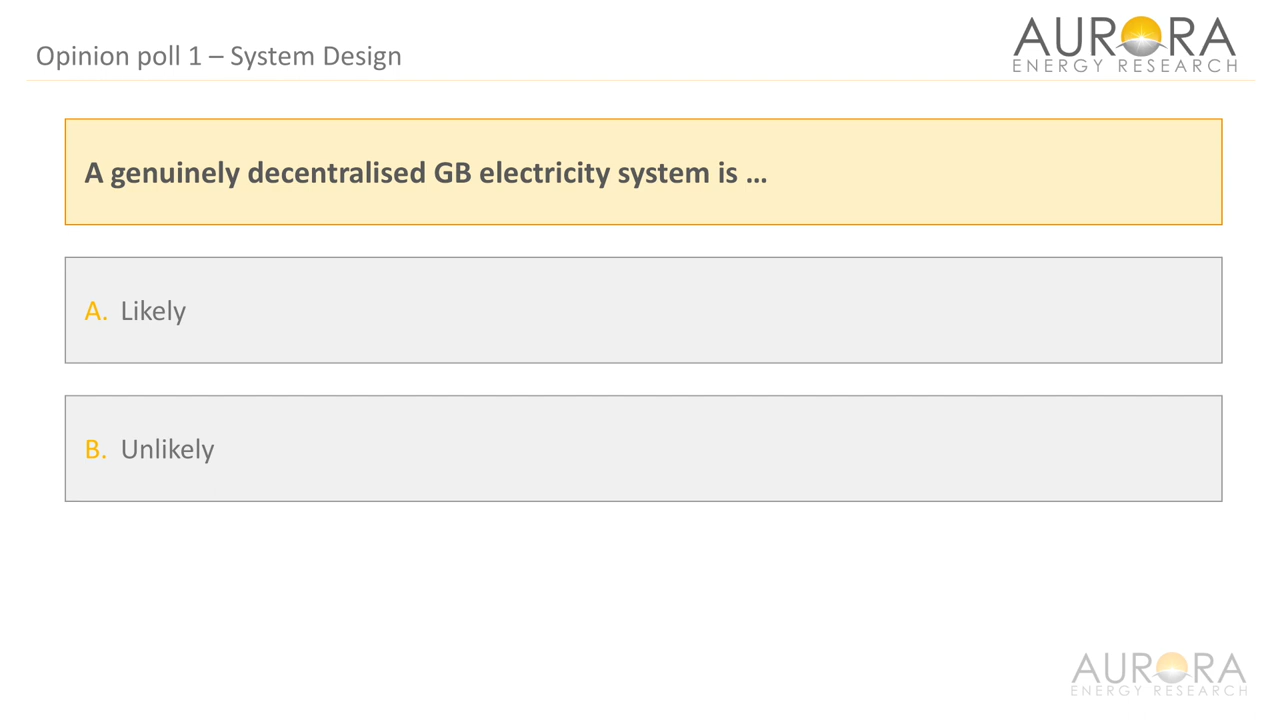 Opinion poll 1 – System Design
AURORA
ENERGY RESEARCH
A genuinely decentralised GB electricity system is …
A. Likely
B. Unlikely
AURORA
ENERGY RESEARCH